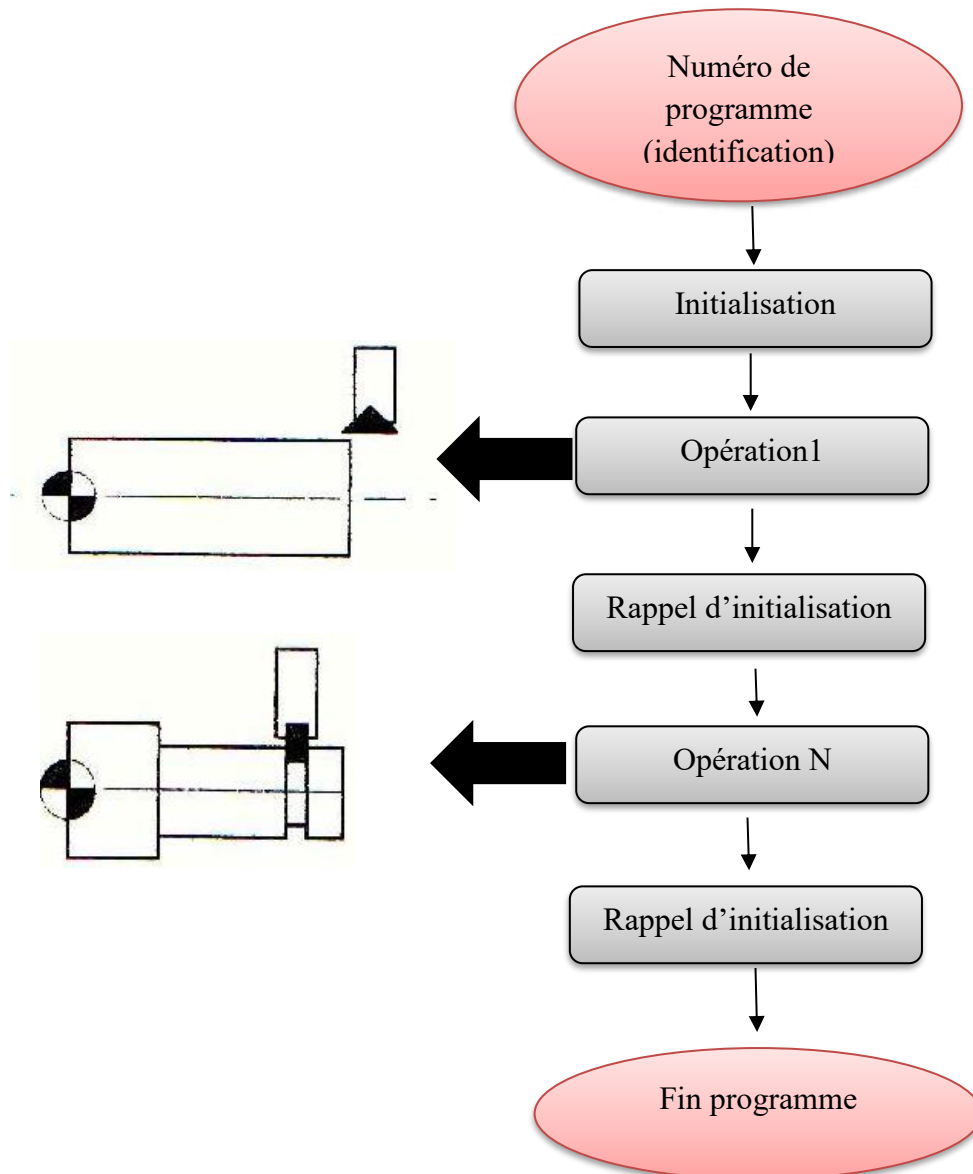 Numéro de
programme
(identification)
Initialisation
Opération1
Rappel d’initialisation
Opération N
Rappel d’initialisation
Fin programme